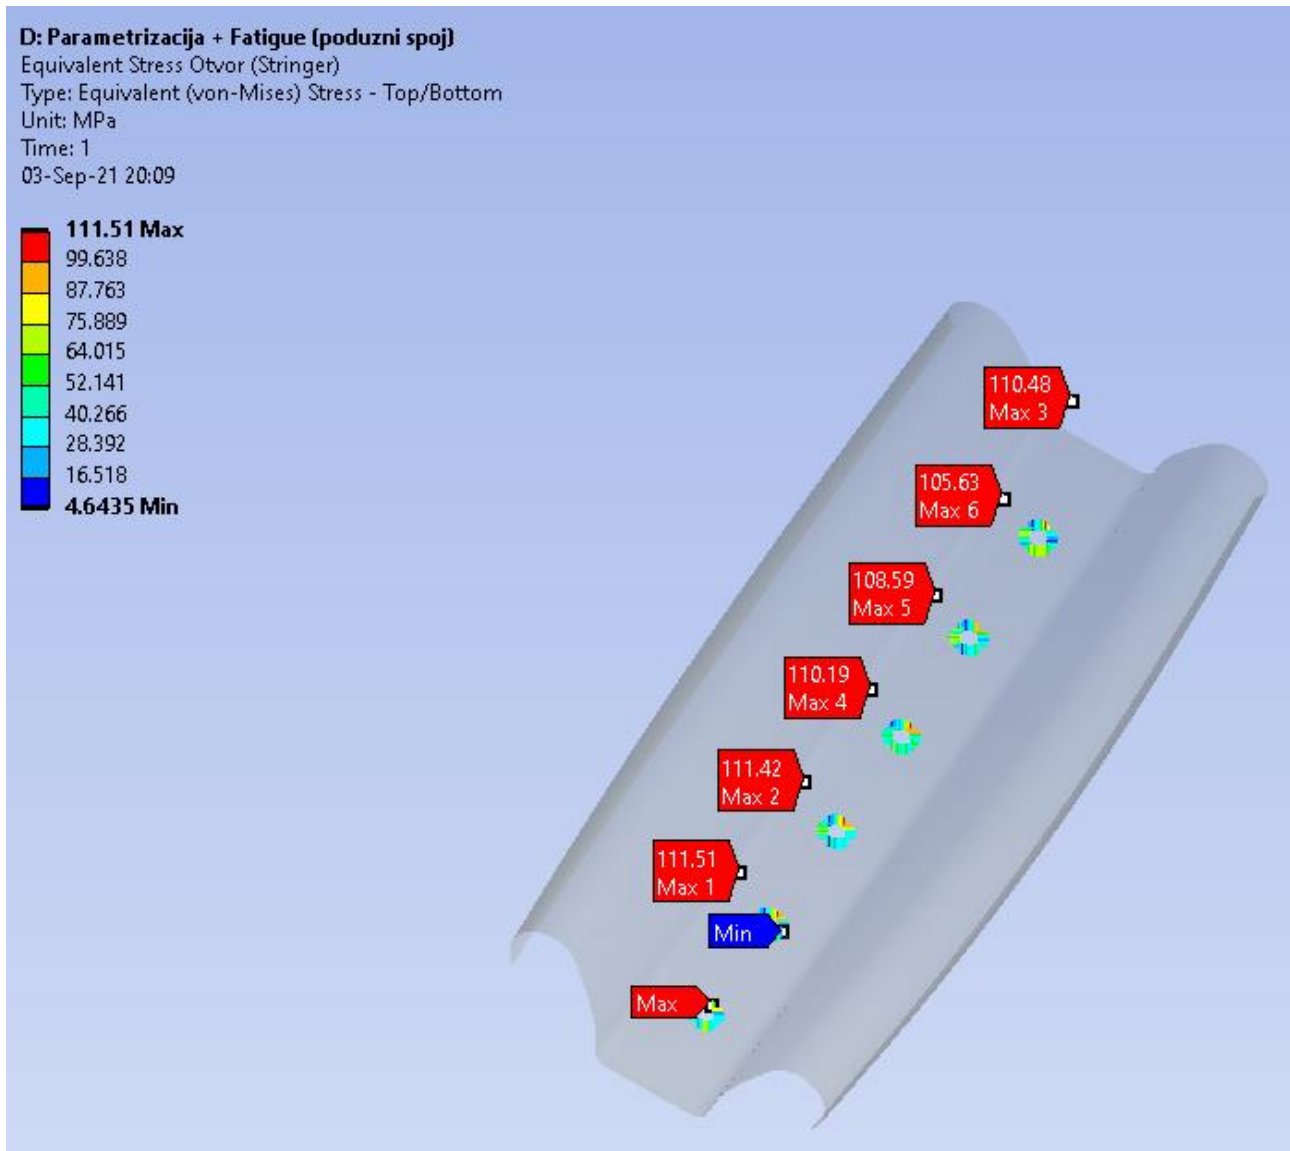 D: Parametrizacija + Fatigue (poduzni spoj)
Equivalent Stress Otvor (Stringer)
Type: Equivalent (von-Mises) Stress - Top/Bottom
Unit: MPa
Time: 1
03-Sep-21 20:09
111.51 Max
99.638
87.763
75.889
64.015
52.141
40.266
28.392
16.518
4.6435 Min
110.48
Max 3
105.63
Max 6
108.59
Max 5
110.19
Max 4
111.42
Max 2
111.51
Max 1
Min
Max